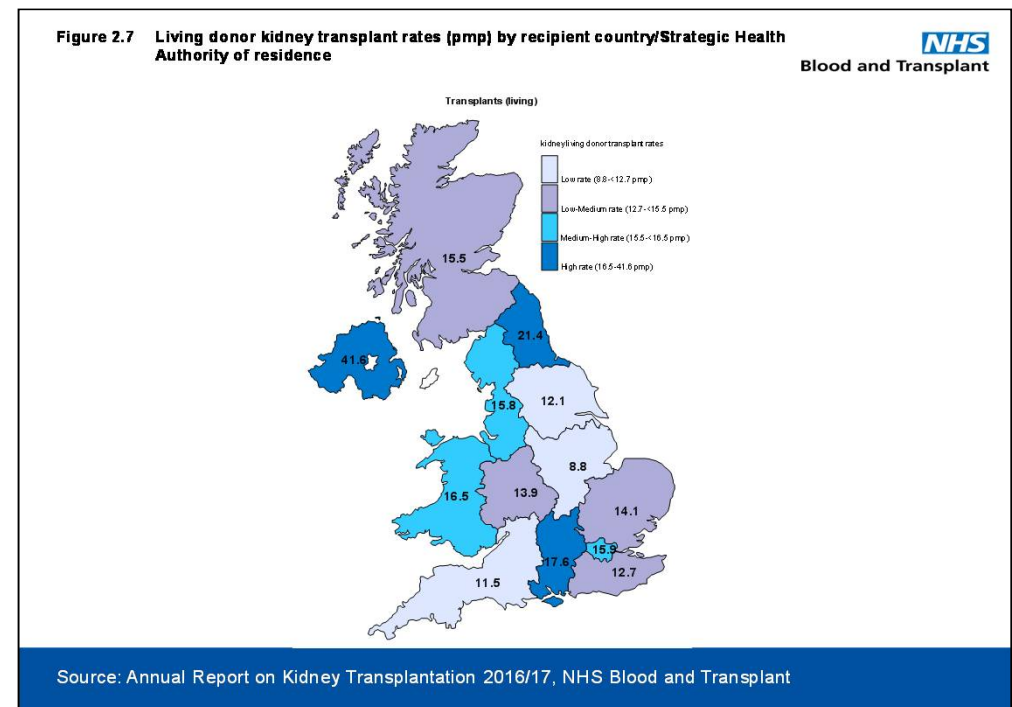 Figure 2.7 Living donor kidney transplant rates (pmp) by recipient country/Strategic Health
Authority of residence
NHS
Blood and Transplant
Transplants (living)
kidney living donor transplant rates
Low rate (8.8-<12.7 pmp)
Low-Medium rate (12.7-<15.5 pmp)
Medium-High rate (15.5-<16.5 pmp)
High rate (16.5-41.6 pmp)
15.5
21.4
41.6
15.8
12.1
8.8
16.5
13.9
14.1
15.9
17.6
12.7
11.5
Source: Annual Report on Kidney Transplantation 2016/17, NHS Blood and Transplant